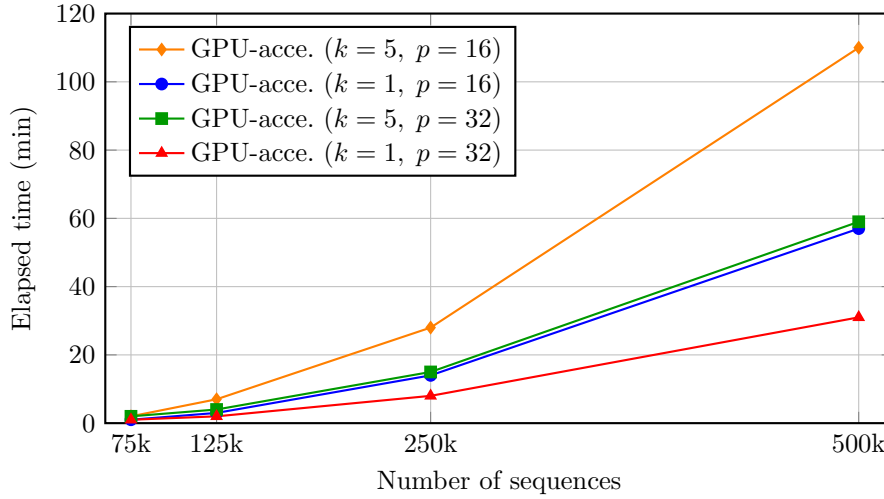 120
100
80
60
40
20
0
Elapsed time (min)
GPU-acce. (k = 5, p = 16)
GPU-acce. (k = 1, p = 16)
GPU-acce. (k = 5, p = 32)
GPU-acce. (k = 1, p = 32)
75k 125k 250k 500k
Number of sequences